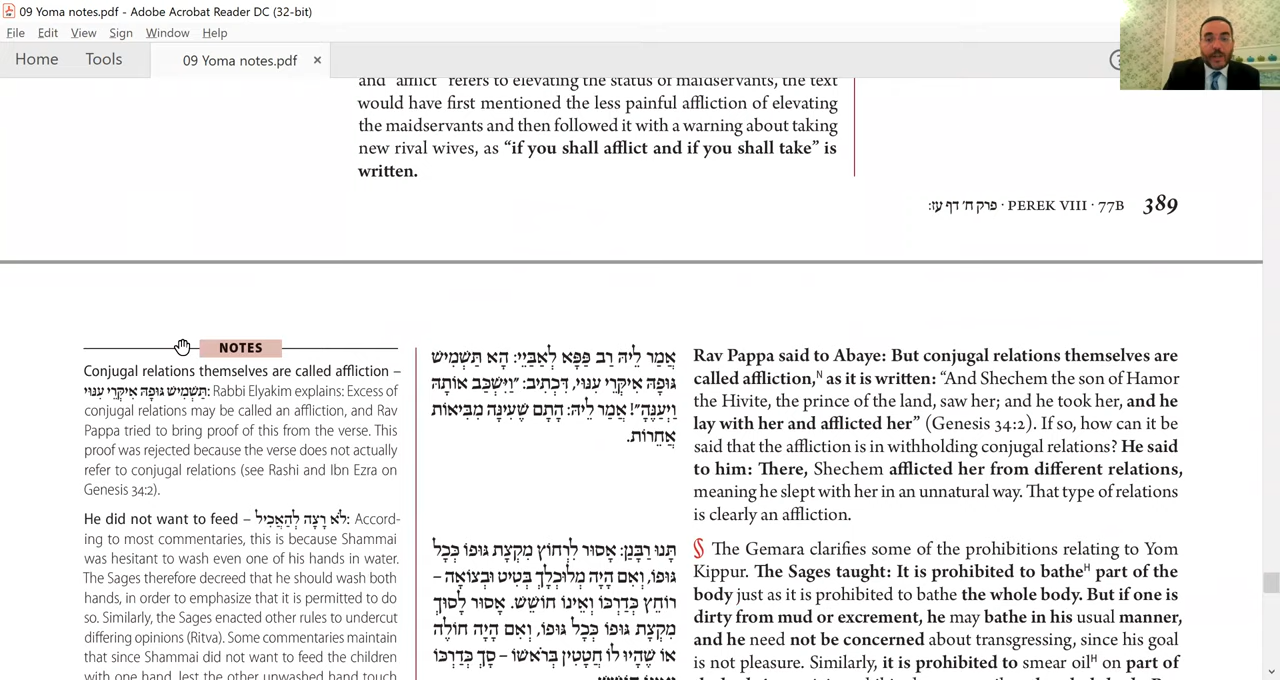 09 Yoma notes.pdf - Adobe Acrobat Reader DC (32-bit)
File Edit View Sign Window Help
Home Tools 09 Yoma notes.pdf ×
and "afflict" refers to elevating the status of maidservants, the text
would have first mentioned the less painful affliction of elevating
the maidservants and then followed it with a warning about taking
new rival wives, as "if you shall afflict and if you shall take" is
written.
פרק ח׳ דף עז: · PEREK VIII · 77B 389
NOTES
Conjugal relations themselves are called affliction –
תַּשְׁמִישׁ גּוּפָהּ אִיקְּרִי עִנּוּי: Rabbi Elyakim explains: Excess of
conjugal relations may be called an affliction, and Rav
Pappa tried to bring proof of this from the verse. This
proof was rejected because the verse does not actually
refer to conjugal relations (see Rashi and Ibn Ezra on
Genesis 34:2).
He did not want to feed – לֹא רָצָה לְהַאֲכִיל: Accord-
ing to most commentaries, this is because Shammai
was hesitant to wash even one of his hands in water.
The Sages therefore decreed that he should wash both
hands, in order to emphasize that it is permitted to do
so. Similarly, the Sages enacted other rules to undercut
differing opinions (Ritva). Some commentaries maintain
that since Shammai did not want to feed the children
with one hand, lest the other unwashed hand touch
אֲמַר לֵיהּ רַב פַּפָּא לְאַבַּיֵי: הָא תַּשְׁמִישׁ
גּוּפָהּ אִיקְּרִי עִנּוּי, דִּכְתִיב: ״וַיִּשְׁכַּב אוֹתָהּ
וַיְעַנֶּהָ״! אֲמַר לֵיהּ: הָתָם שֶׁעִינָּהּ מִבִּיאוֹת
אֲחֵרוֹת.
תָּנוּ רַבָּנַן: אָסוּר לִרְחוֹץ מִקְצָת גּוּפוֹ כְּכָל
גּוּפוֹ, וְאִם הָיָה מְלוּכְלָךְ בְּטִיט וּבְצוֹאָה –
רוֹחֵץ כְּדַרְכּוֹ וְאֵינוֹ חוֹשֵׁשׁ. אָסוּר לָסוּךְ
מִקְצָת גּוּפוֹ כְּכָל גּוּפוֹ, וְאִם הָיָה חוֹלֶה
אוֹ שֶׁהָיוּ לוֹ חֲטָטִין בְּרֹאשׁוֹ – סָךְ כְּדַרְכּוֹ
Rav Pappa said to Abaye: But conjugal relations themselves are
called affliction,N as it is written: "And Shechem the son of Hamor
the Hivite, the prince of the land, saw her; and he took her, and he
lay with her and afflicted her" (Genesis 34:2). If so, how can it be
said that the affliction is in withholding conjugal relations? He said
to him: There, Shechem afflicted her from different relations,
meaning he slept with her in an unnatural way. That type of relations
is clearly an affliction.
§ The Gemara clarifies some of the prohibitions relating to Yom
Kippur. The Sages taught: It is prohibited to batheH part of the
body just as it is prohibited to bathe the whole body. But if one is
dirty from mud or excrement, he may bathe in his usual manner,
and he need not be concerned about transgressing, since his goal
is not pleasure. Similarly, it is prohibited to smear oilH on part of